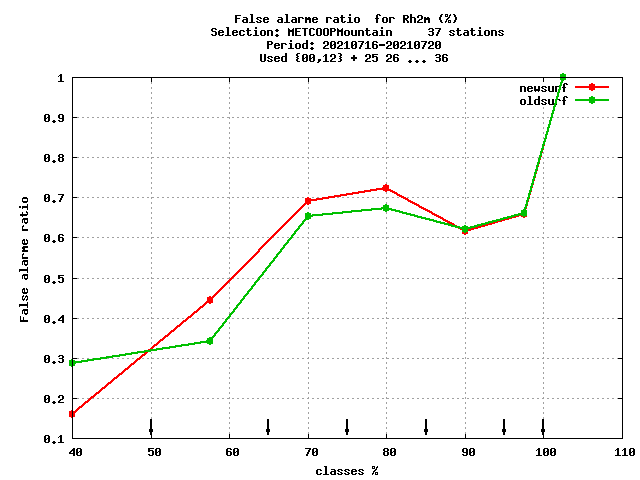 False alarme ratio  for Rh2m (%)
Selection: METCOOPMountain     37 stations
Period: 20210716-20210720
Used {00,12} + 25 26 ... 36
newsurf
oldsurf
False alarme ratio
1
0.9
0.8
0.7
0.6
0.5
0.4
0.3
0.2
0.1
40 50 60 70 80 90 100 110
classes %